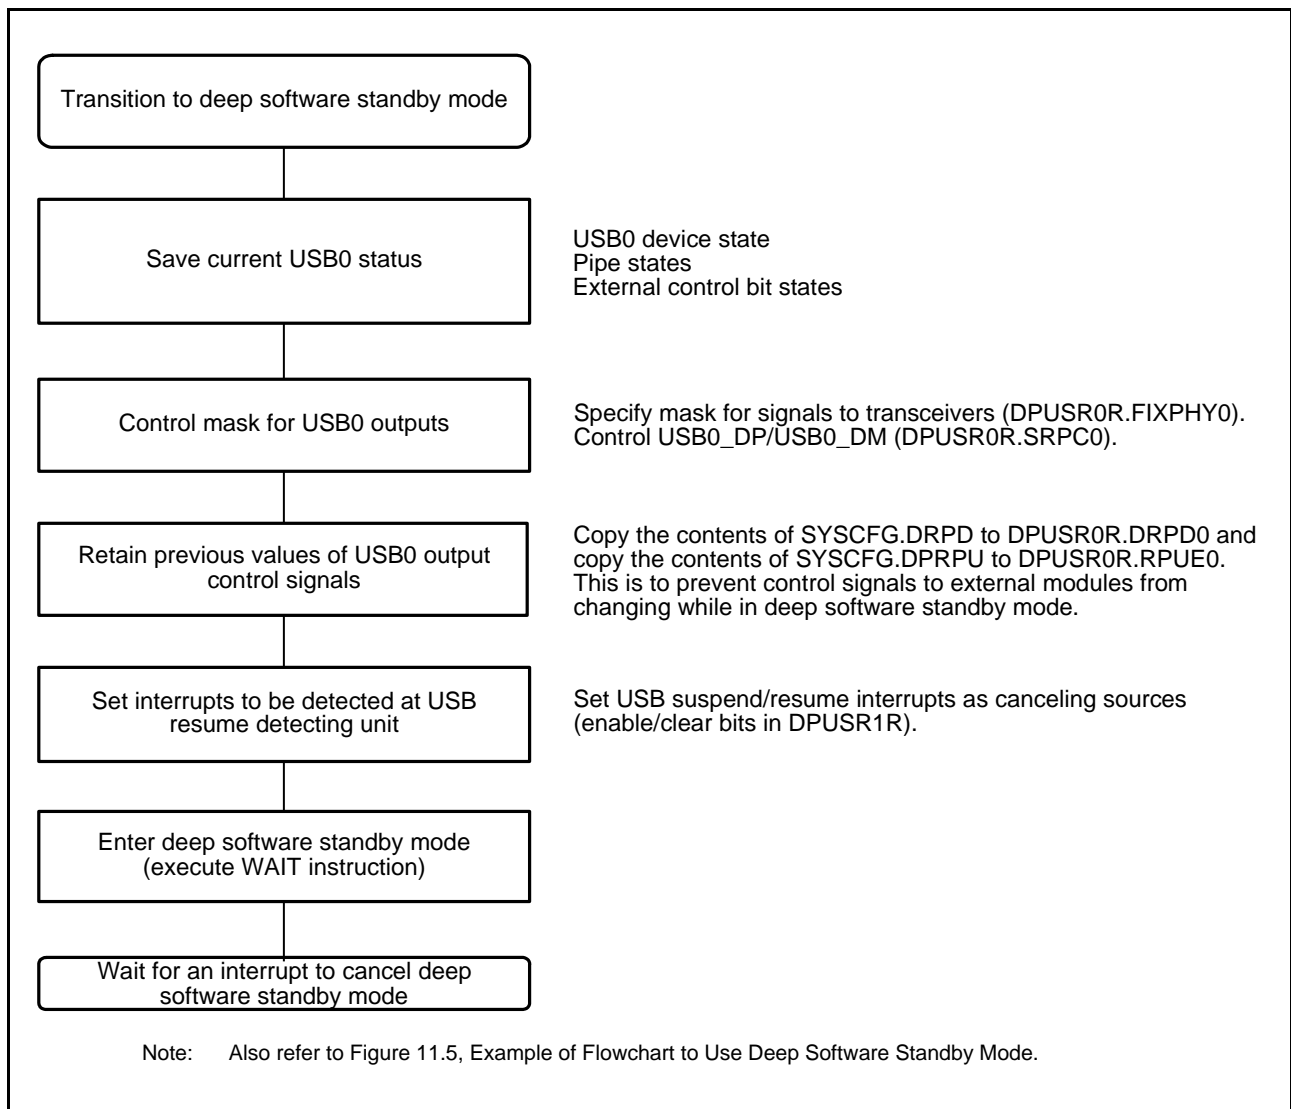 Transition to deep software standby mode
Save current USB0 status
USB0 device state
Pipe states
External control bit states
Control mask for USB0 outputs
Specify mask for signals to transceivers (DPUSR0R.FIXPHY0).
Control USB0_DP/USB0_DM (DPUSR0R.SRPC0).
Retain previous values of USB0 output
control signals
Copy the contents of SYSCFG.DRPD to DPUSR0R.DRPD0 and
copy the contents of SYSCFG.DPRPU to DPUSR0R.RPUE0.
This is to prevent control signals to external modules from
changing while in deep software standby mode.
Set interrupts to be detected at USB
resume detecting unit
Set USB suspend/resume interrupts as canceling sources
(enable/clear bits in DPUSR1R).
Enter deep software standby mode
(execute WAIT instruction)
Wait for an interrupt to cancel deep
software standby mode
Note: Also refer to Figure 11.5, Example of Flowchart to Use Deep Software Standby Mode.